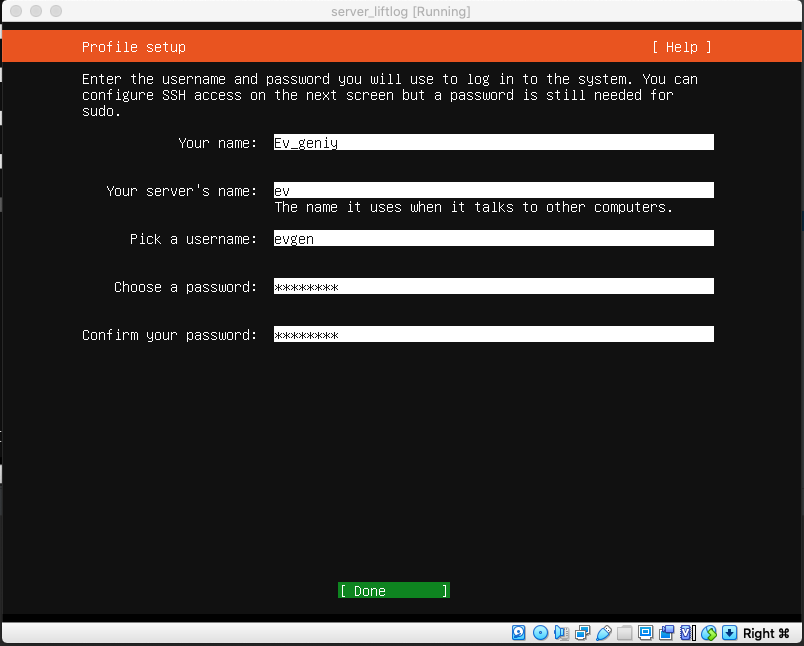 server_liftlog [Running]
Profile setup [ Help ]
Enter the username and password you will use to log in to the system. You can
configure SSH access on the next screen but a password is still needed for
sudo.
Your name: Ev_geniy
Your server's name: ev
The name it uses when it talks to other computers.
Pick a username: evgen
Choose a password: ********
Confirm your password: ********
[ Done ]
Right ⌘